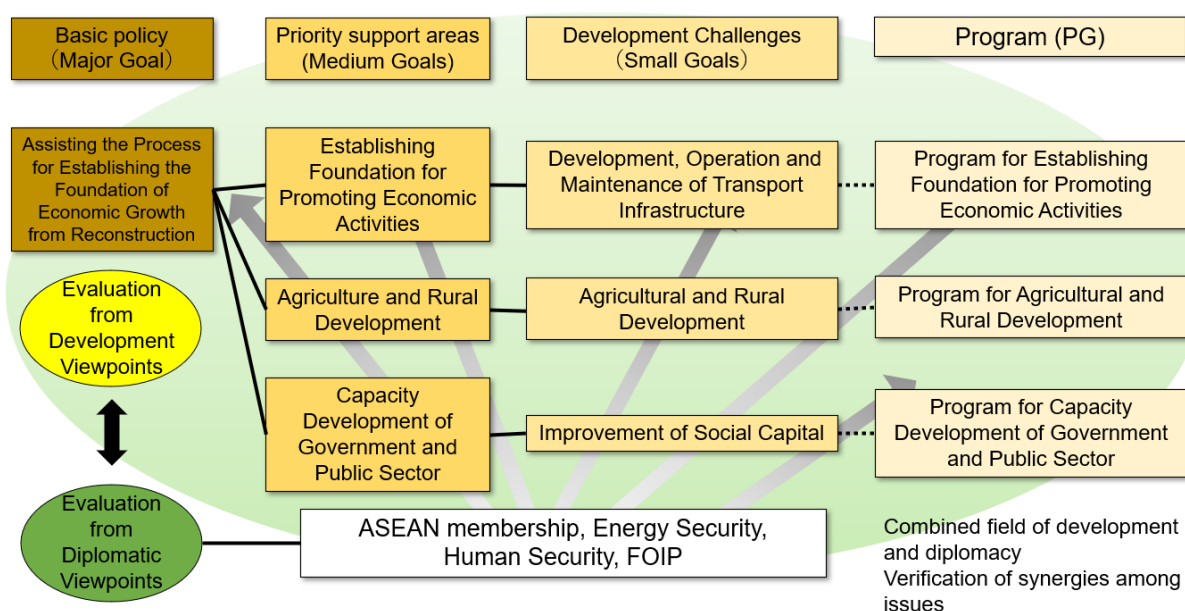 Basic policy
（Major Goal）
Priority support areas
(Medium Goals)
Development Challenges
（Small Goals）
Program (PG)
Assisting the Process
for Establishing the
Foundation of
Economic Growth
from Reconstruction
Establishing
Foundation for
Promoting Economic
Activities
Development, Operation and
Maintenance of Transport
Infrastructure
Program for Establishing
Foundation for Promoting
Economic Activities
Evaluation
from
Development
Viewpoints
Agriculture and Rural
Development
Agricultural and Rural
Development
Program for Agricultural and
Rural Development
Capacity
Development of
Government and
Public Sector
Improvement of Social Capital
Program for Capacity
Development of Government
and Public Sector
Evaluation
from
Diplomatic
Viewpoints
ASEAN membership, Energy Security,
Human Security, FOIP
Combined field of development
and diplomacy
Verification of synergies among
issues